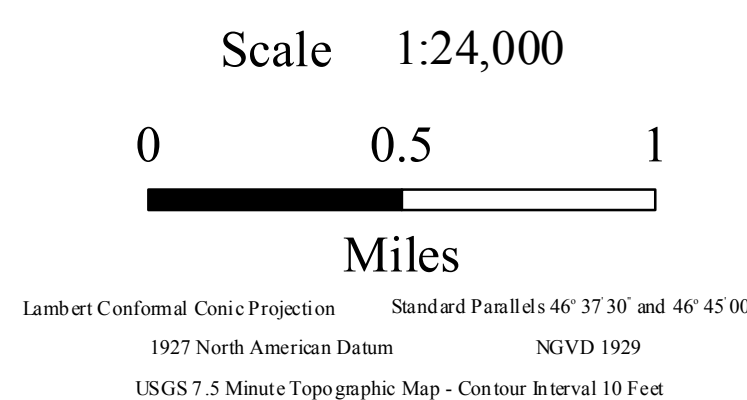 Scale 1:24,000
0 0.5 1
Miles
Lambert Conformal Conic Projection Standard Parallels 46° 37' 30" and 46° 45' 00
1927 North American Datum NGVD 1929
USGS 7.5 Minute Topographic Map - Contour Interval 10 Feet